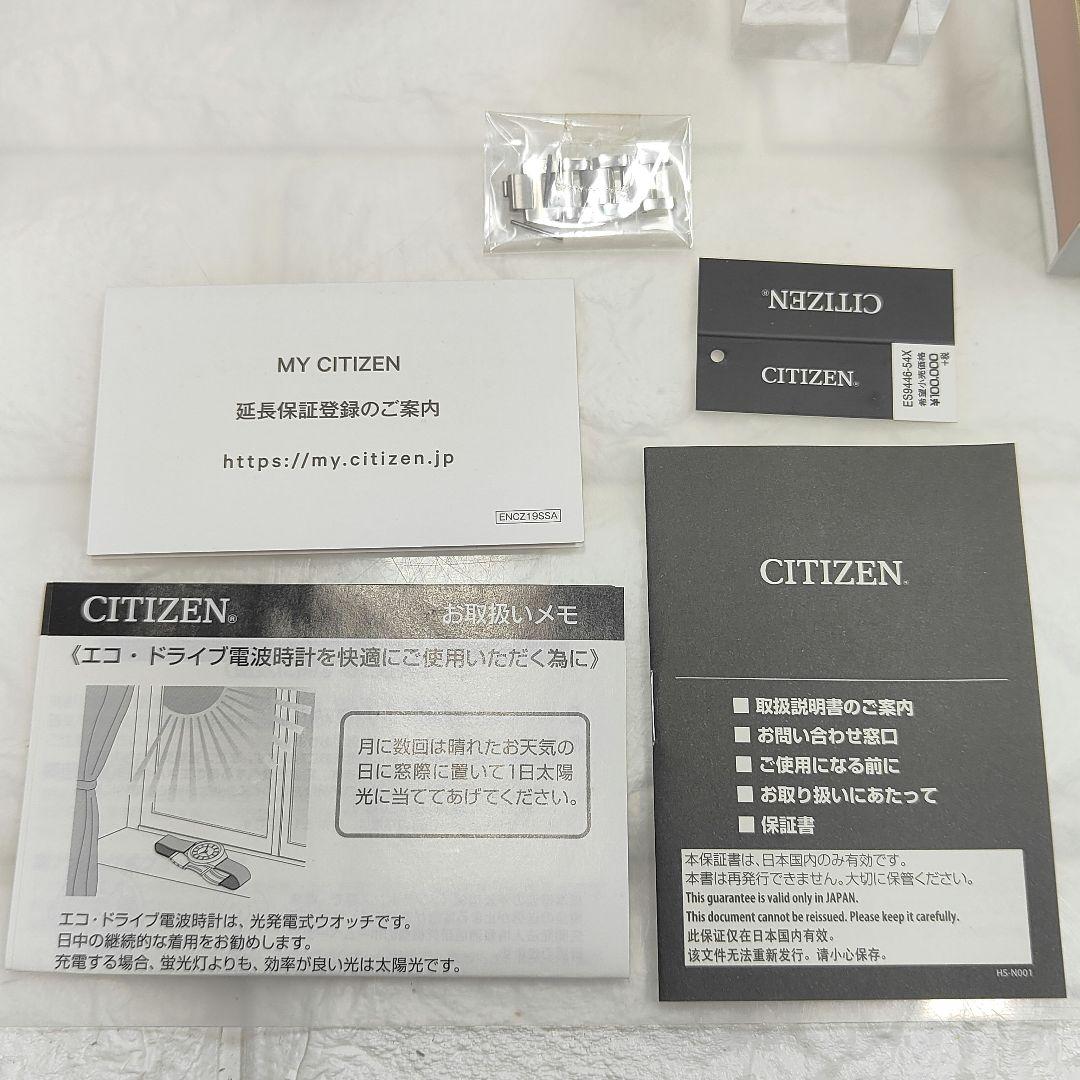 CITIZEN®
CITIZEN®
ES9446-54X
希望小売価格
¥100,000
+税
MY CITIZEN
延長保証登録のご案内
https://my.citizen.jp
ENCZ19SSA
CITIZEN®
お取扱いメモ
《エコ・ドライブ電波時計を快適にご使用いただく為に》
月に数回は晴れたお天気の
日に窓際に置いて1日太陽
光に当ててあげてください。
エコ・ドライブ電波時計は、光発電式ウオッチです。
日中の継続的な着用をお勧めします。
充電する場合、蛍光灯よりも、効率が良い光は太陽光です。
CITIZEN
■ 取扱説明書のご案内
■ お問い合わせ窓口
■ ご使用になる前に
■ お取り扱いにあたって
■ 保証書
本保証書は、日本国内のみ有効です。
本書は再発行できません。大切に保管ください。
This guarantee is valid only in JAPAN.
This document cannot be reissued. Please keep it carefully.
此保证仅在日本国内有效。
该文件无法重新发行。请小心保存。
HS-N001